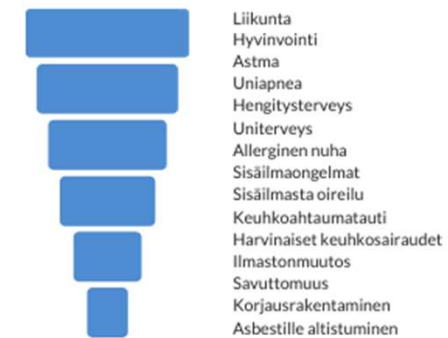 Liikunta
Hyvinvointi
Astma
Uniapnea
Hengitysterveys
Uniterveys
Allerginen nuha
Sisäilmaongelmat
Sisäilmasta oireilu
Keuhkoahtaumatauti
Harvinaiset keuhkosairaudet
Ilmastonmuutos
Savuttomuus
Korjausrakentaminen
Asbestille altistuminen